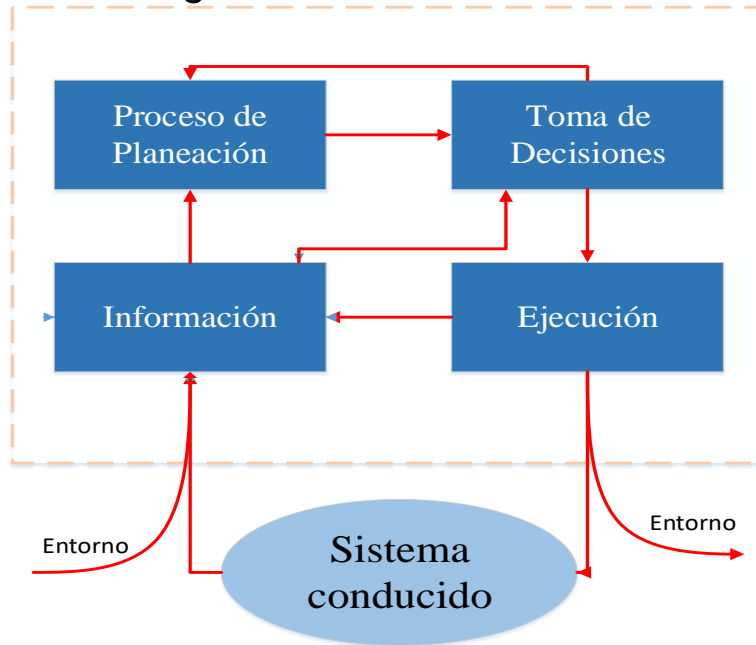 Proceso de
Planeación
Toma de
Decisiones
Información
Ejecución
Entorno
Entorno
Sistema
conducido